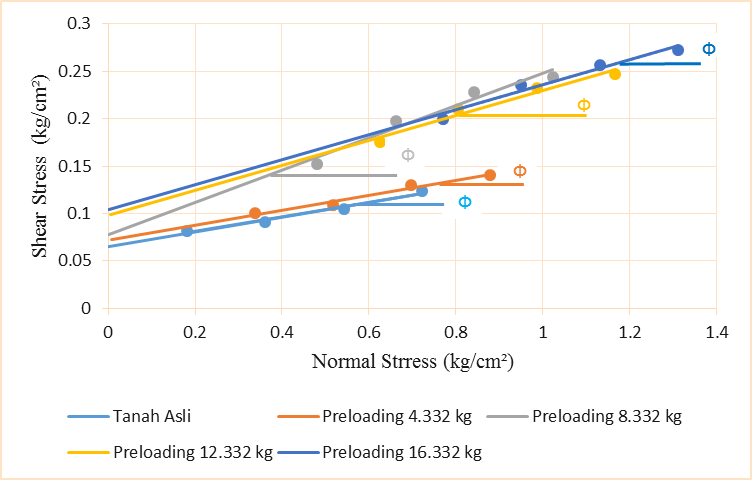 0.3
0.25
0.2
0.15
0.1
0.05
0
Shear Stress (kg/cm²)
Φ
Φ
Φ
Φ
Φ
0 0.2 0.4 0.6 0.8 1 1.2 1.4
Normal Strress (kg/cm²)
Tanah Asli Preloading 4.332 kg Preloading 8.332 kg
Preloading 12.332 kg Preloading 16.332 kg